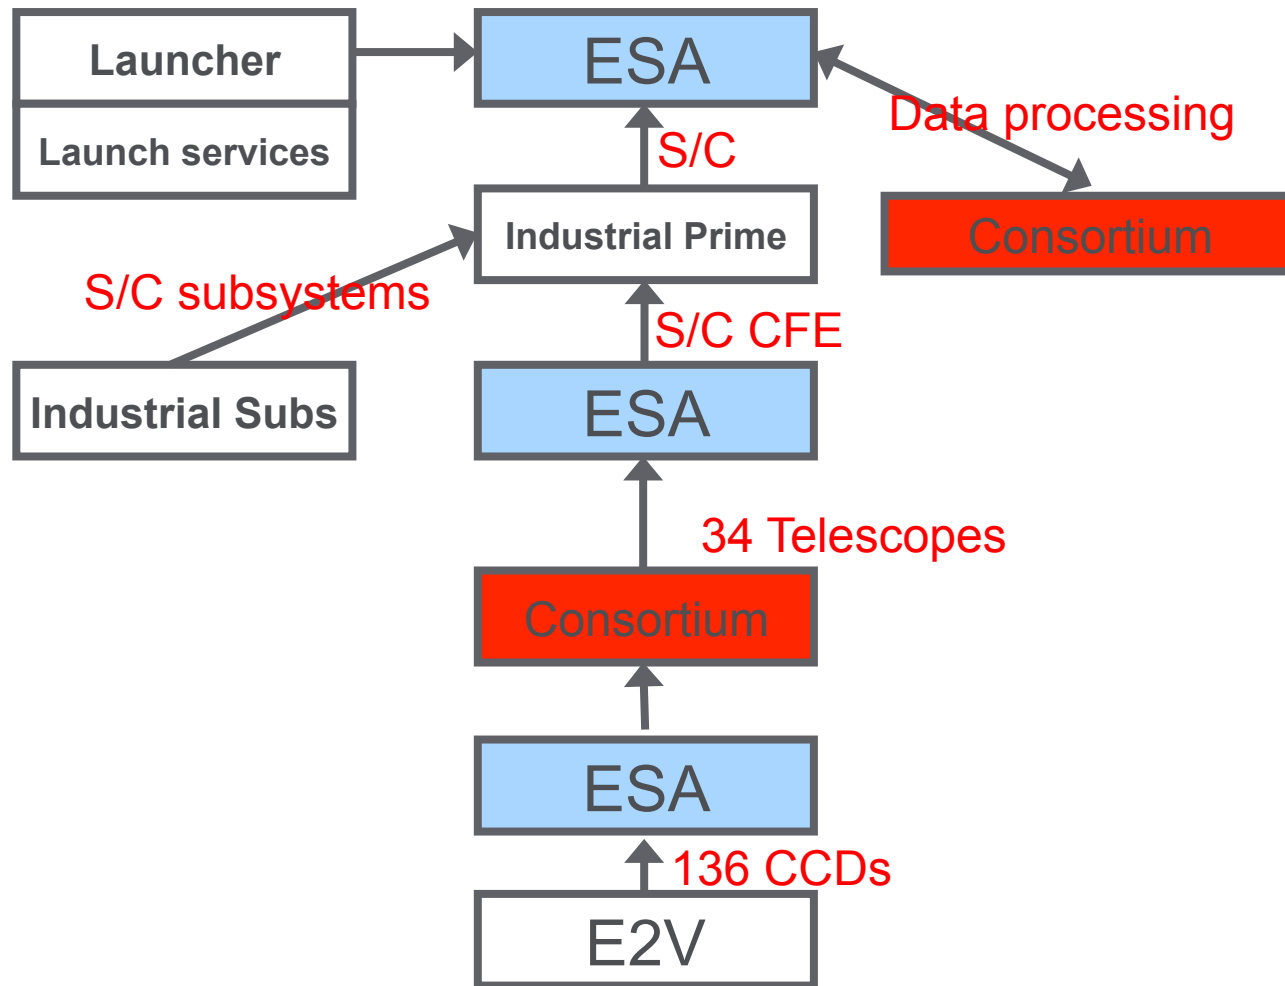 Launcher
ESA
Data processing
Launch services
S/C
Industrial Prime
Consortium
S/C subsystems
S/C CFE
Industrial Subs
ESA
34 Telescopes
Consortium
ESA
136 CCDs
E2V